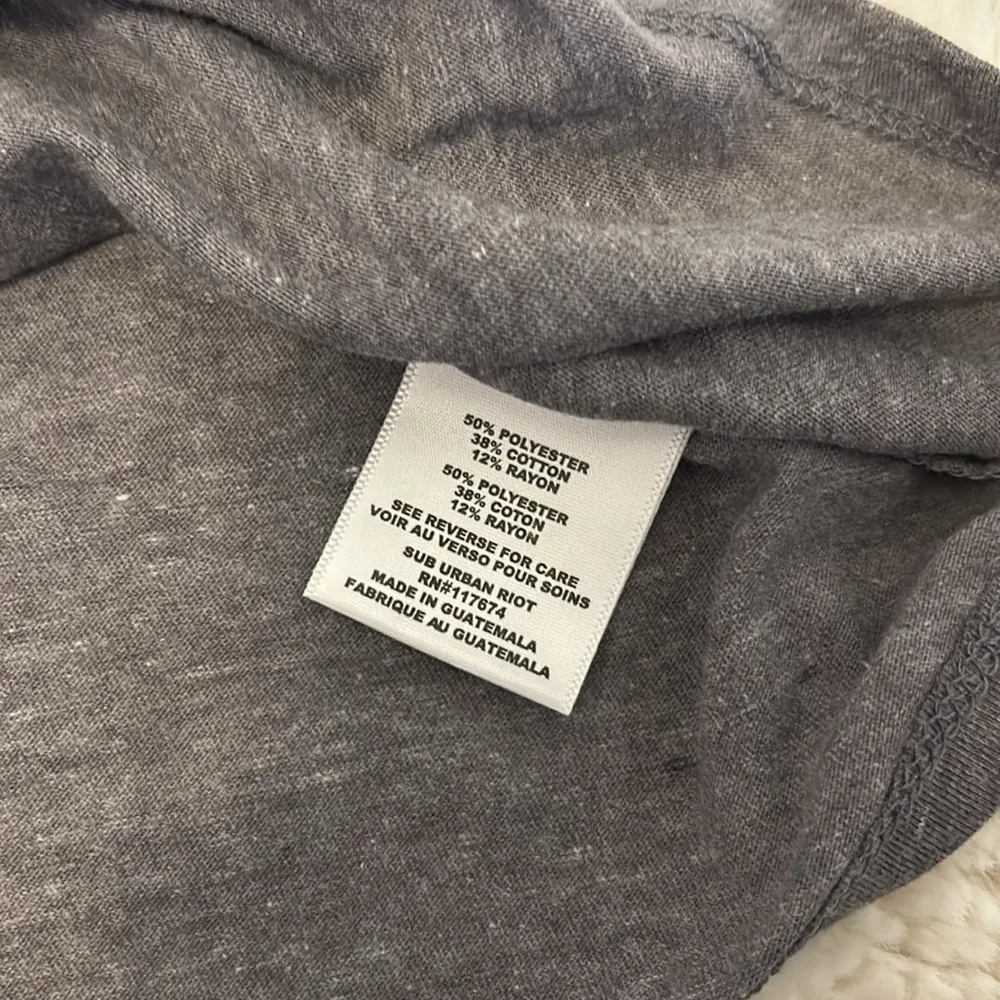 50% POLYESTER
38% COTTON
12% RAYON
50% POLYESTER
38% COTON
12% RAYON
SEE REVERSE FOR CARE
VOIR AU VERSO POUR SOINS
SUB URBAN RIOT
RN#117674
MADE IN GUATEMALA
FABRIQUE AU GUATEMALA